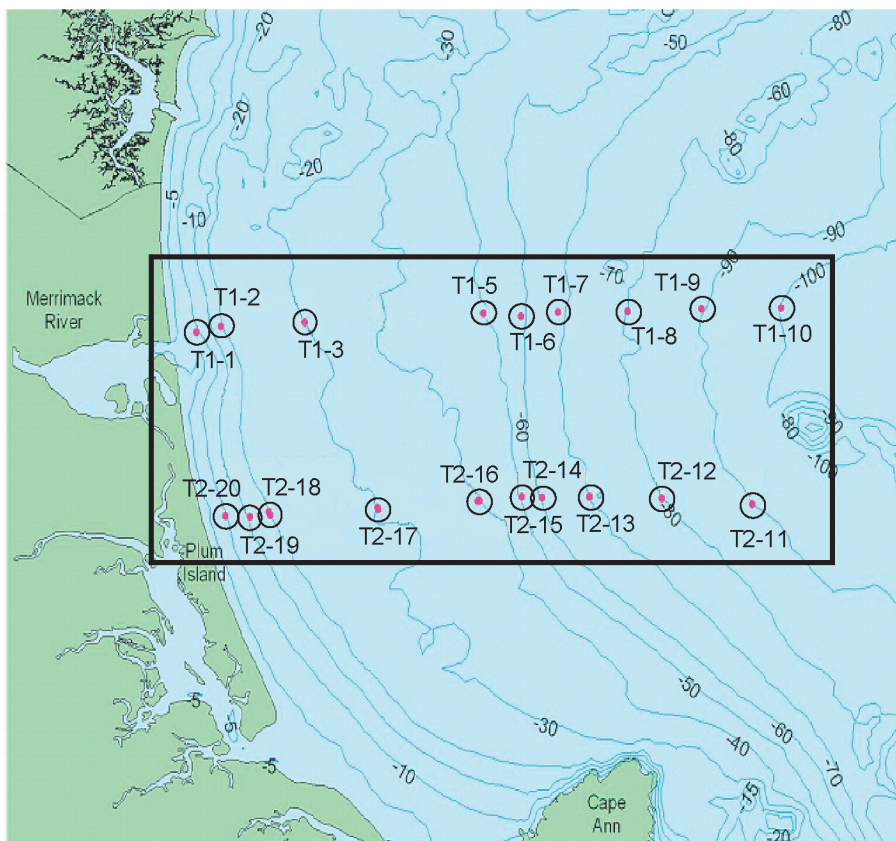 -20
-30
-50
-80
-20
-60
-20
-80
-5
-10
-90
-100
-70
-90
Merrimack
River
T1-2
T1-5
T1-7
T1-9
T1-1
T1-3
T1-6
T1-8
T1-10
-60
-80
-90
-100
T2-20
T2-18
T2-16
T2-14
T2-12
T2-19
T2-17
T2-15
T2-13
-80
T2-11
Plum
Island
-5
-5
-5
-10
-30
-50
-60
-40
-70
-15
-20
Cape
Ann